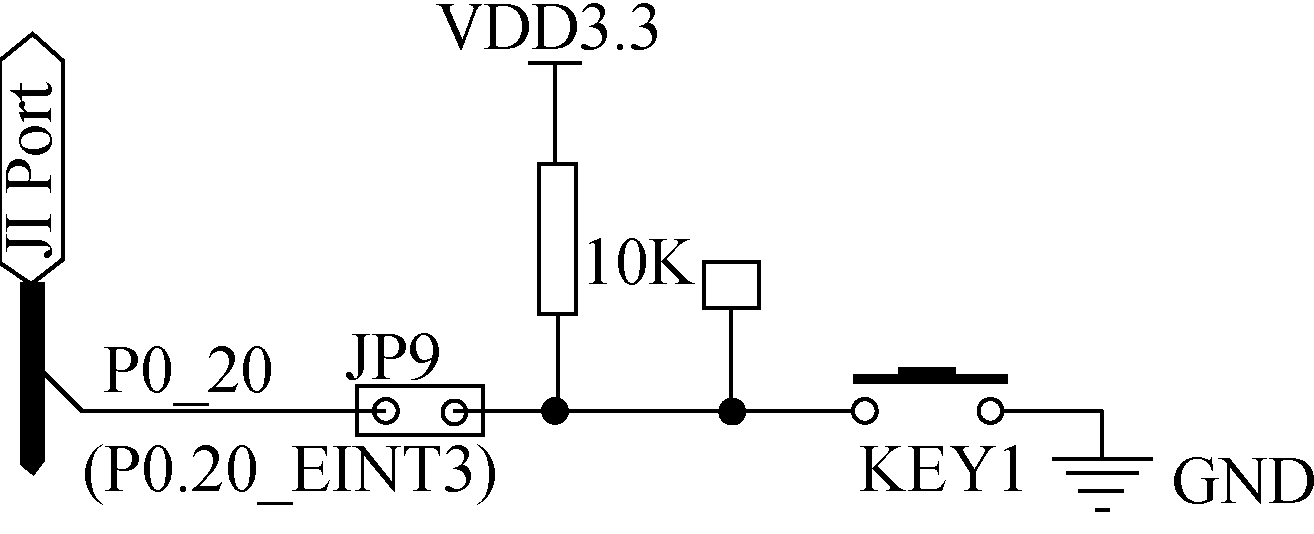 VDD3.3
JI Port
10K
P0_20
JP9
(P0.20_EINT3)
KEY1
GND